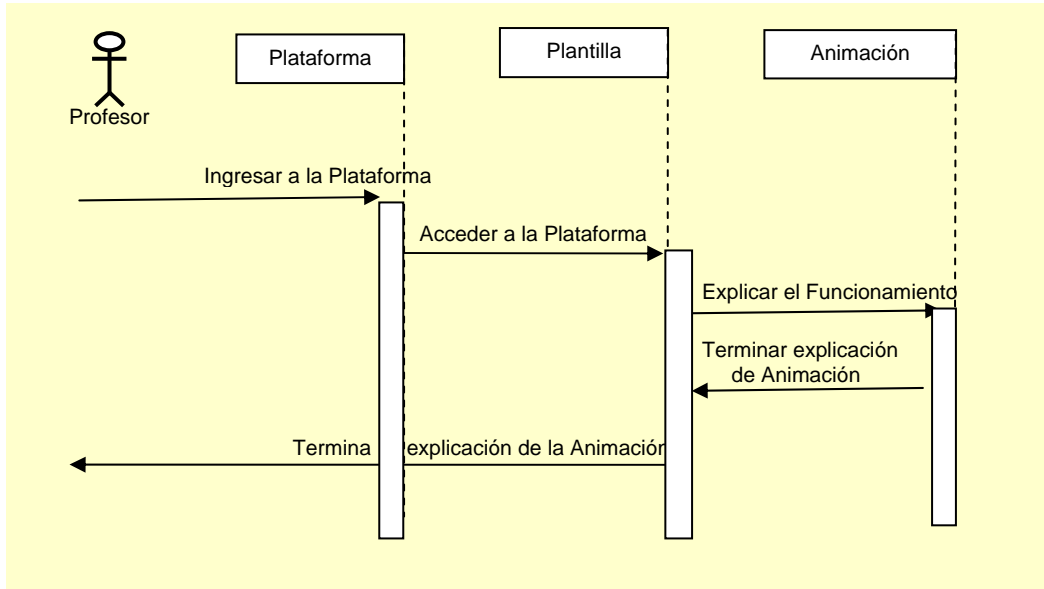 Plataforma
Plantilla
Animación
Profesor
Ingresar a la Plataforma
Acceder a la Plataforma
Explicar el Funcionamiento
Terminar explicación
de Animación
Termina explicación de la Animación